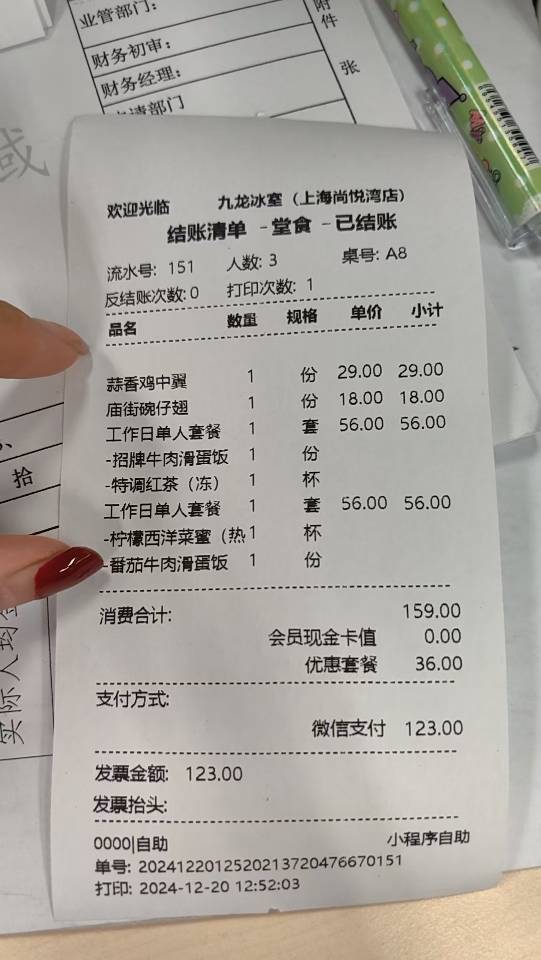 业管部门：
附件
财务初审：
财务经理：
张
申请部门
或
拾
实际人均
欢迎光临 九龙冰室（上海尚悦湾店）
结账清单 -堂食 -已结账
流水号: 151 人数: 3 桌号: A8
反结账次数: 0 打印次数: 1
品名 数量 规格 单价 小计
蒜香鸡中翼 1 份 29.00 29.00
庙街碗仔翅 1 份 18.00 18.00
工作日单人套餐 1 套 56.00 56.00
-招牌牛肉滑蛋饭 1 份
-特调红茶（冻） 1 杯
工作日单人套餐 1 套 56.00 56.00
-柠檬西洋菜蜜（热 1 杯
-番茄牛肉滑蛋饭 1 份
消费合计: 159.00
会员现金卡值 0.00
优惠套餐 36.00
支付方式:
微信支付 123.00
发票金额: 123.00
发票抬头:
0000|自助 小程序自助
单号: 2024122012520213720476670151
打印: 2024-12-20 12:52:03